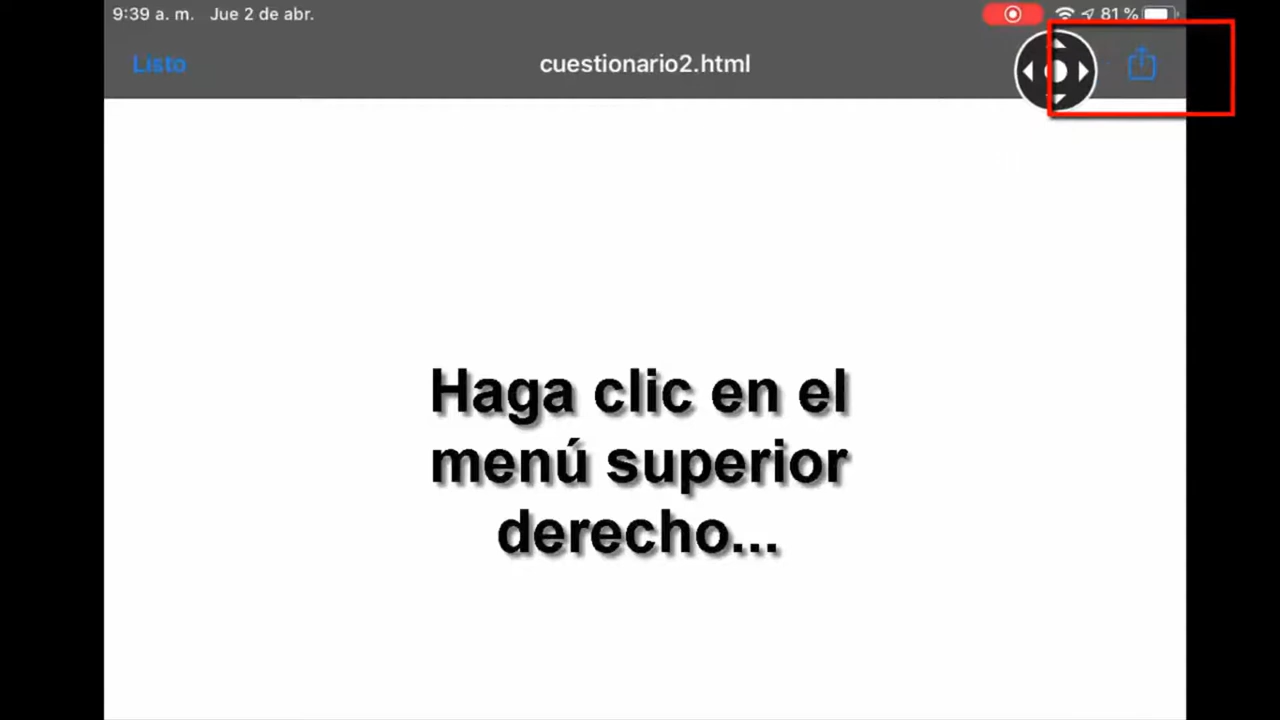 9:39 a. m. Jue 2 de abr. 81 %
Listo cuestionario2.html
Haga clic en el
menú superior
derecho...